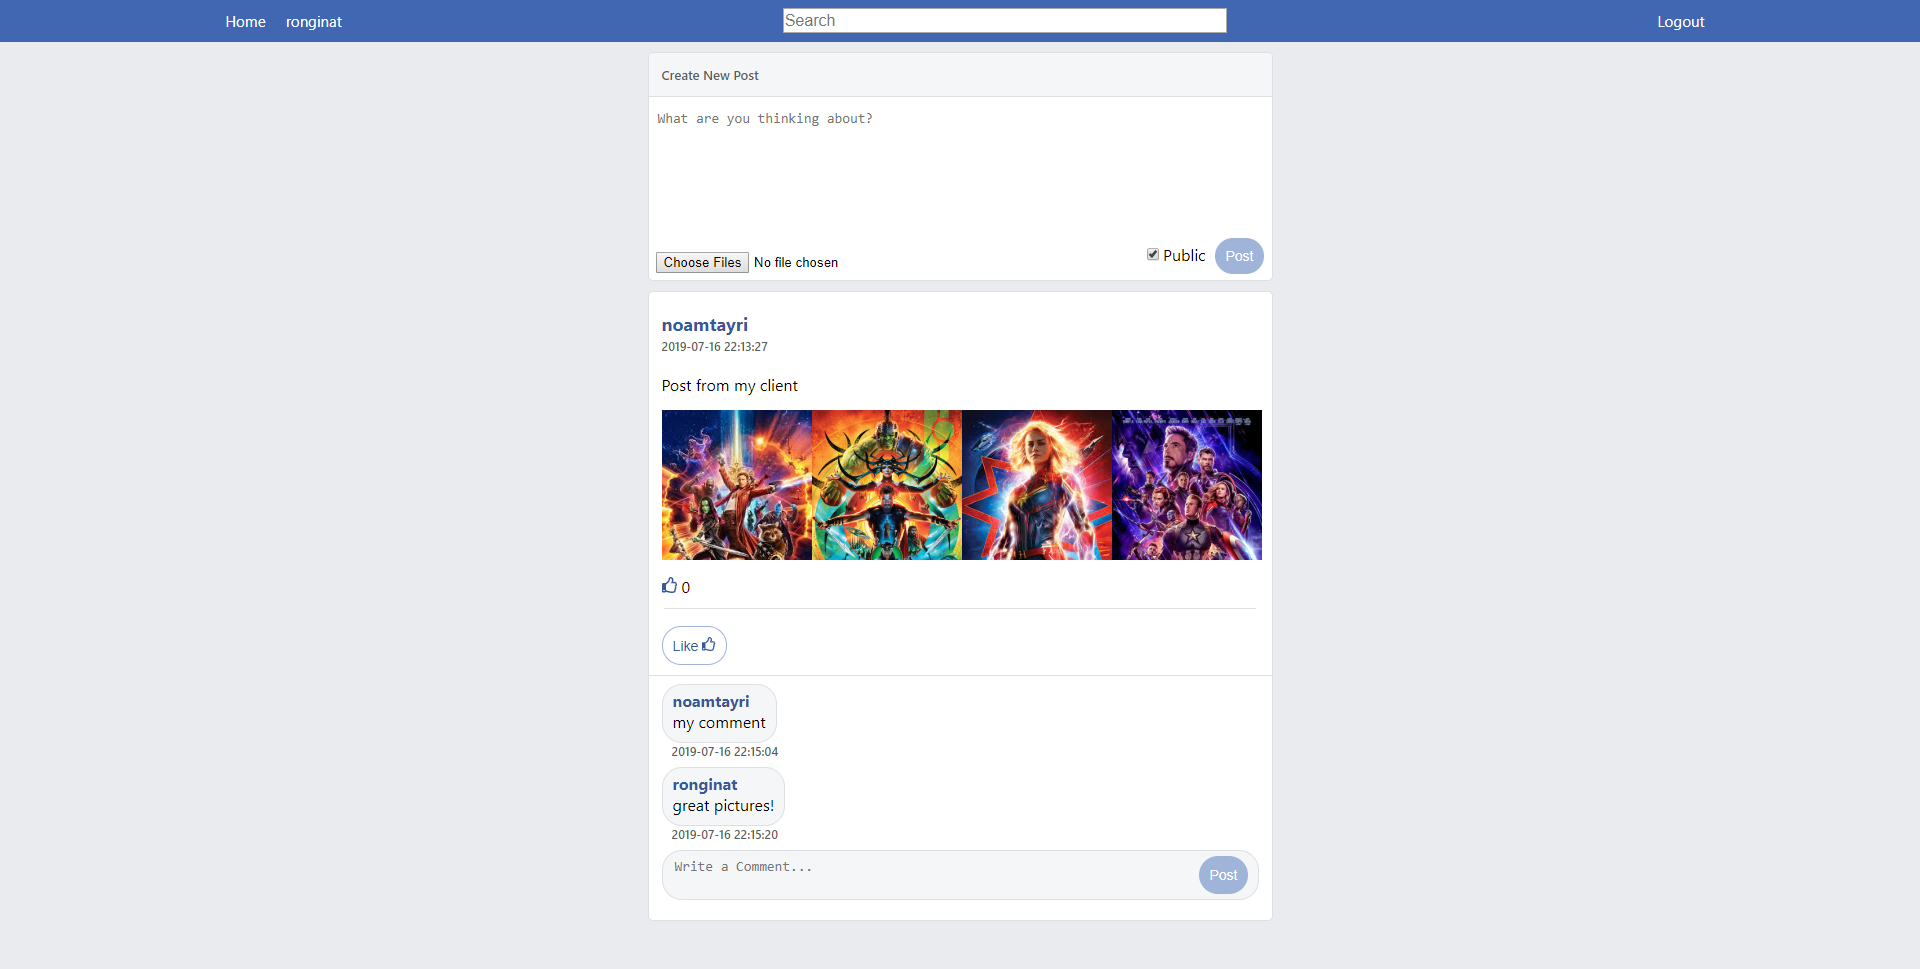 Home ronginat Search Logout
Create New Post
What are you thinking about?
Choose Files No file chosen Public Post
noamtayri
2019-07-16 22:13:27
Post from my client
0
Like
noamtayri
my comment
2019-07-16 22:15:04
ronginat
great pictures!
2019-07-16 22:15:20
Write a Comment... Post